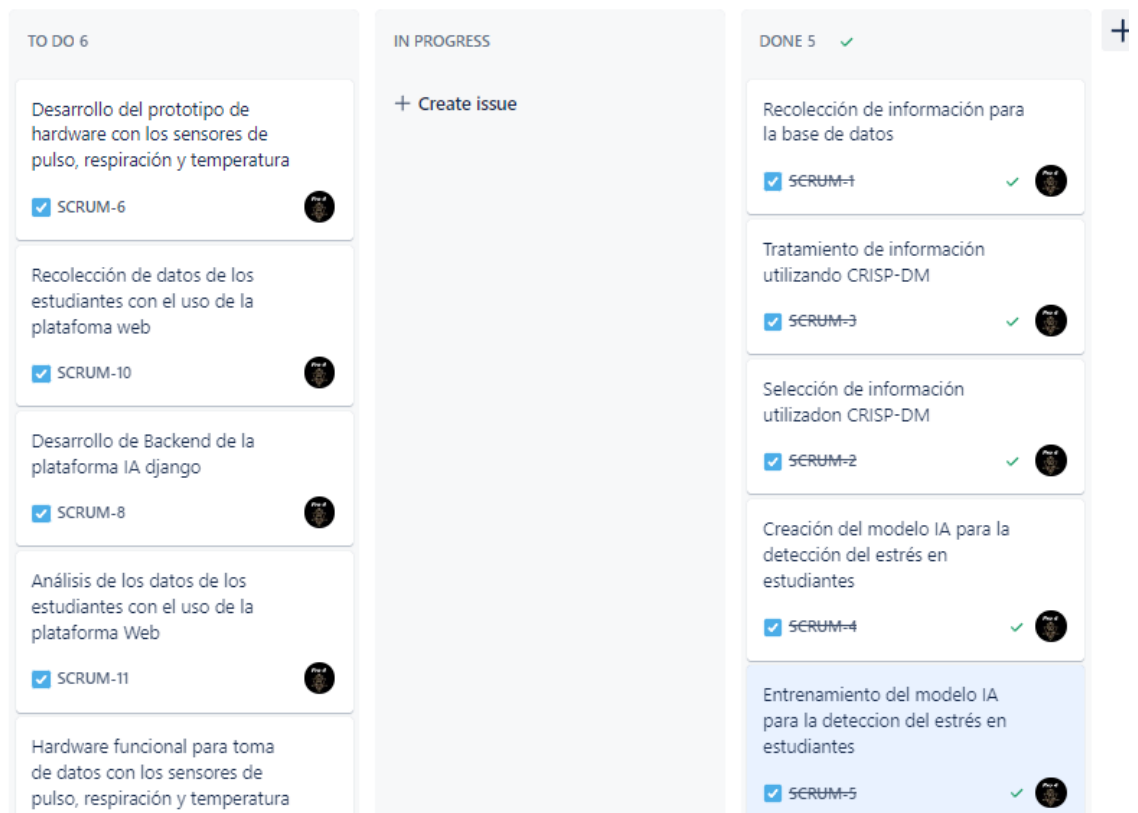 TO DO 6
Desarrollo del prototipo de
hardware con los sensores de
pulso, respiración y temperatura
SCRUM-6
Recolección de datos de los
estudiantes con el uso de la
platafoma web
SCRUM-10
Desarrollo de Backend de la
plataforma IA django
SCRUM-8
Análisis de los datos de los
estudiantes con el uso de la
plataforma Web
SCRUM-11
Hardware funcional para toma
de datos con los sensores de
pulso, respiración y temperatura
IN PROGRESS
+ Create issue
DONE 5
Recolección de información para
la base de datos
SCRUM-1
Tratamiento de información
utilizando CRISP-DM
SCRUM-3
Selección de información
utilizadon CRISP-DM
SCRUM-2
Creación del modelo IA para la
detección del estrés en
estudiantes
SCRUM-4
Entrenamiento del modelo IA
para la deteccion del estrés en
estudiantes
SCRUM-5